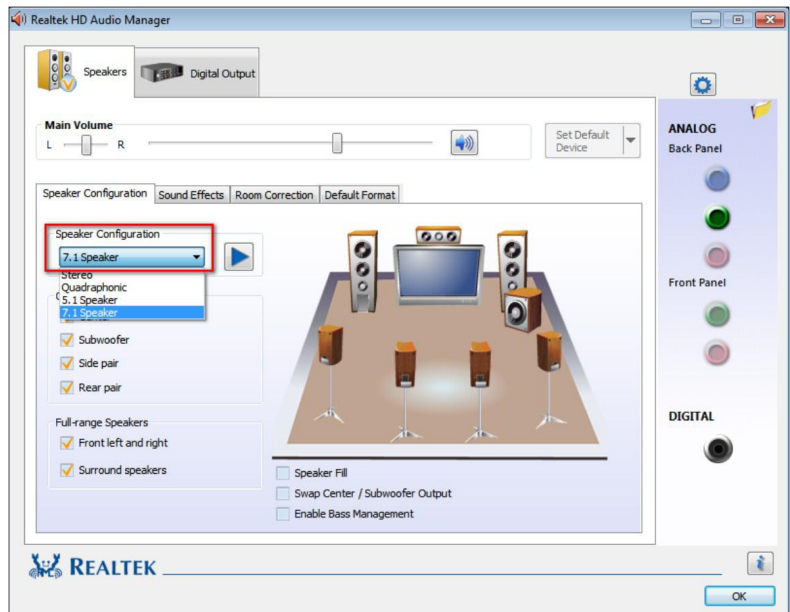 Realtek HD Audio Manager
Speakers
Digital Output
Main Volume
L R
Set Default
Device
ANALOG
Back Panel
Speaker Configuration Sound Effects Room Correction Default Format
Speaker Configuration
7.1 Speaker
Stereo
Quadraphonic
5.1 Speaker
7.1 Speaker
Subwoofer
Side pair
Rear pair
Front Panel
Full-range Speakers
Front left and right
Surround speakers
DIGITAL
Speaker Fill
Swap Center / Subwoofer Output
Enable Bass Management
REALTEK
i
OK